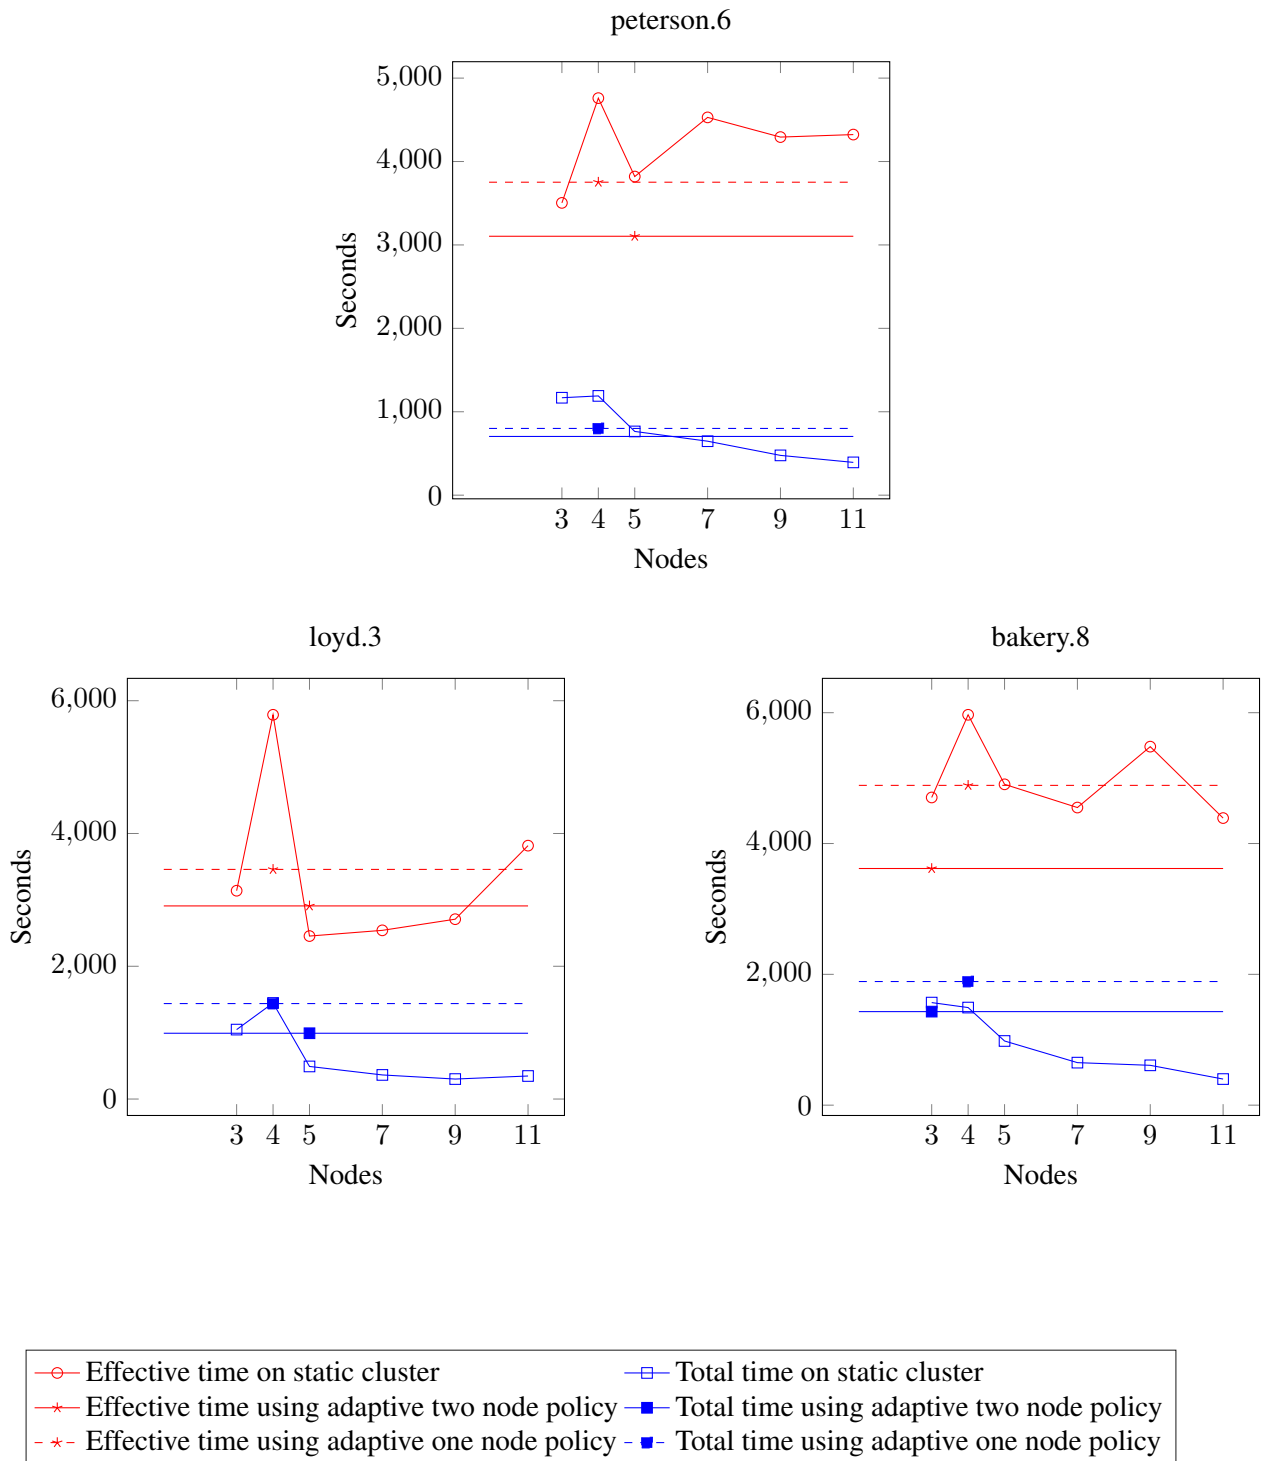 peterson.6
5,000
4,000
3,000
2,000
1,000
0
Seconds
3 4 5 7 9 11
Nodes
loyd.3
6,000
4,000
2,000
0
Seconds
3 4 5 7 9 11
Nodes
bakery.8
6,000
4,000
2,000
0
Seconds
3 4 5 7 9 11
Nodes
Effective time on static cluster
Total time on static cluster
Effective time using adaptive two node policy
Total time using adaptive two node policy
Effective time using adaptive one node policy
Total time using adaptive one node policy